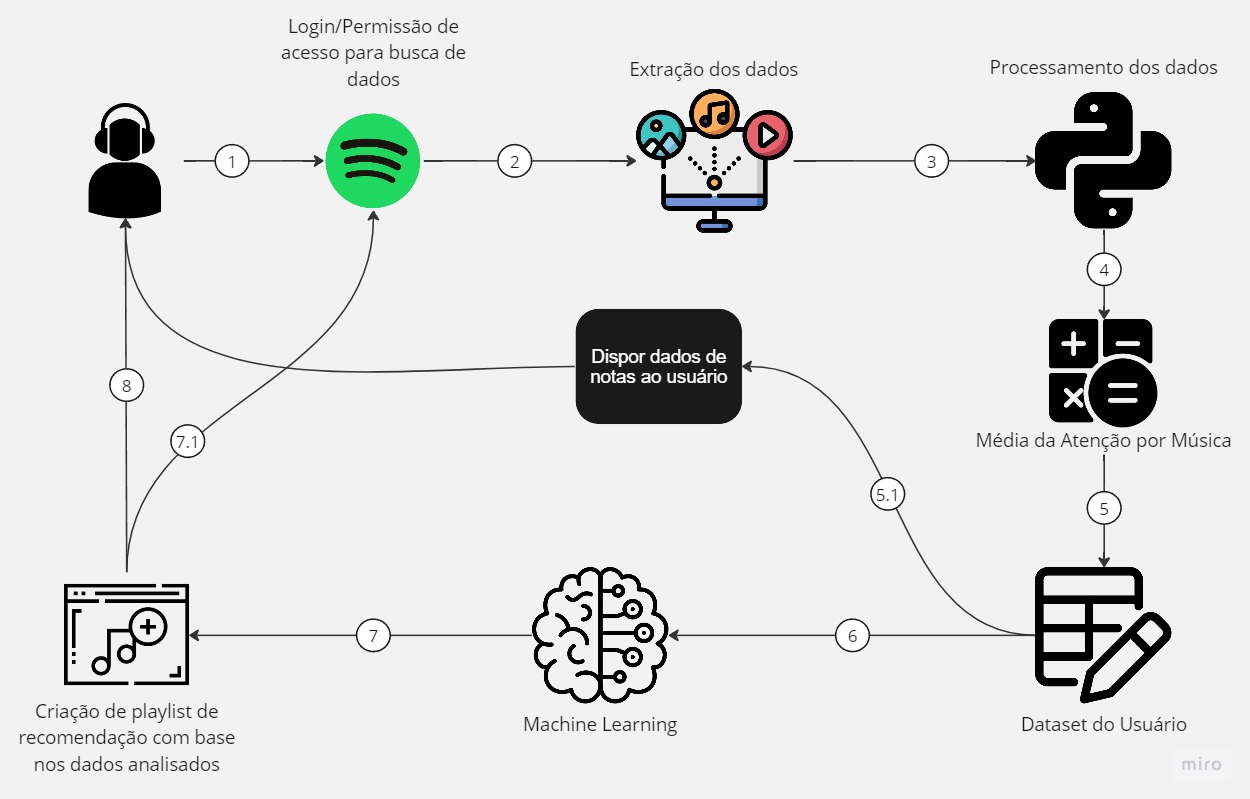 Login/Permissão de
acesso para busca de
dados
Extração dos dados
Processamento dos dados
1
2
3
4
Dispor dados de
notas ao usuário
8
7.1
Média da Atenção por Música
5.1
5
7
6
Criação de playlist de
recomendação com base
nos dados analisados
Machine Learning
Dataset do Usuário
miro